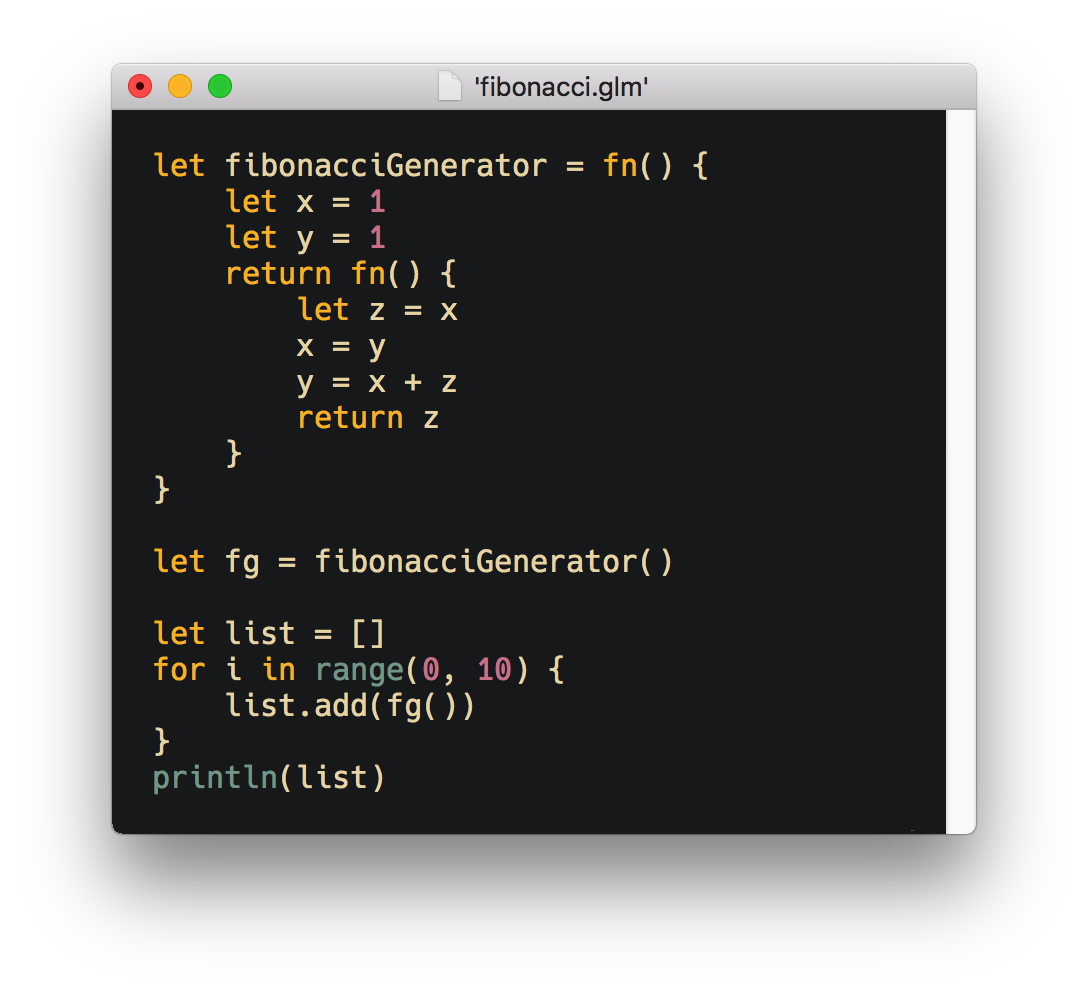 'fibonacci.glm'
let fibonacciGenerator = fn() {
    let x = 1
    let y = 1
    return fn() {
        let z = x
        x = y
        y = x + z
        return z
    }
}

let fg = fibonacciGenerator()

let list = []
for i in range(0, 10) {
    list.add(fg())
}
println(list)